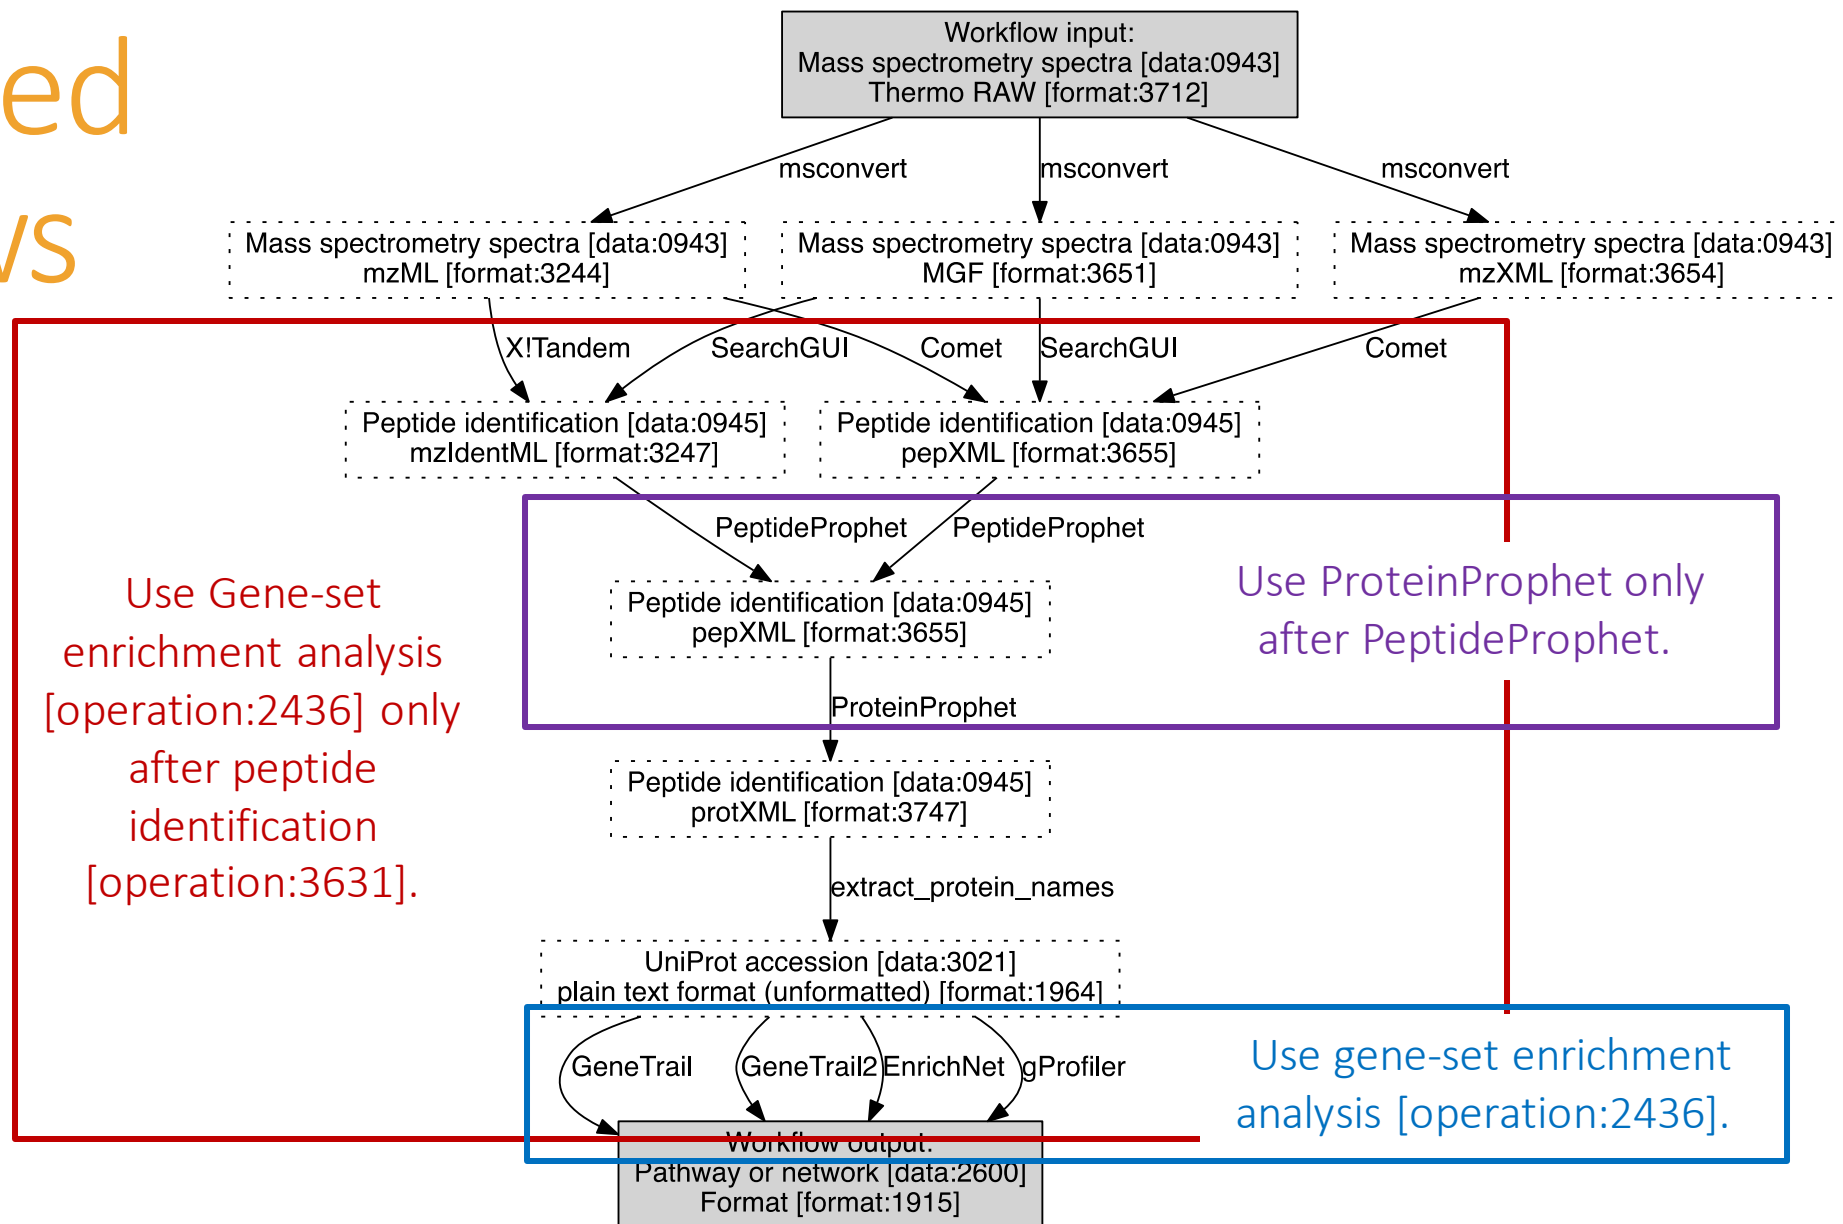 ed
ws
Workflow input:
Mass spectrometry spectra [data:0943]
Thermo RAW [format:3712]
msconvert
msconvert
msconvert
Mass spectrometry spectra [data:0943]
mzML [format:3244]
Mass spectrometry spectra [data:0943]
MGF [format:3651]
Mass spectrometry spectra [data:0943]
mzXML [format:3654]
X!Tandem
SearchGUI
Comet
SearchGUI
Comet
Peptide identification [data:0945]
mzIdentML [format:3247]
Peptide identification [data:0945]
pepXML [format:3655]
PeptideProphet
PeptideProphet
Use ProteinProphet only
after PeptideProphet.
Use Gene-set
enrichment analysis
[operation:2436] only
after peptide
identification
[operation:3631].
Peptide identification [data:0945]
pepXML [format:3655]
ProteinProphet
Peptide identification [data:0945]
protXML [format:3747]
extract_protein_names
UniProt accession [data:3021]
plain text format (unformatted) [format:1964]
GeneTrail
GeneTrail2
EnrichNet
gProfiler
Use gene-set enrichment
analysis [operation:2436].
Workflow output:
Pathway or network [data:2600]
Format [format:1915]